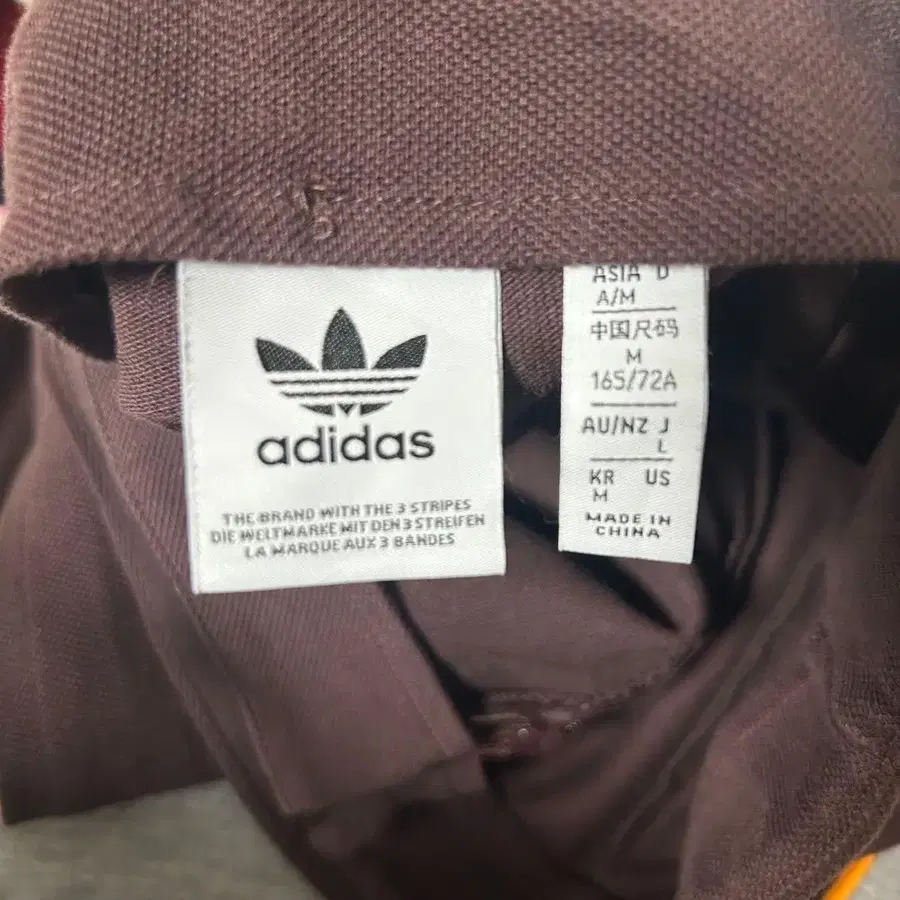 adidas
THE BRAND WITH THE 3 STRIPES
DIE WELTMARKE MIT DEN 3 STREIFEN
LA MARQUE AUX 3 BANDES
ASIA D
A/M
中国尺码
M
165/72A
AU/NZ J
L
KR US
M
MADE IN
CHINA